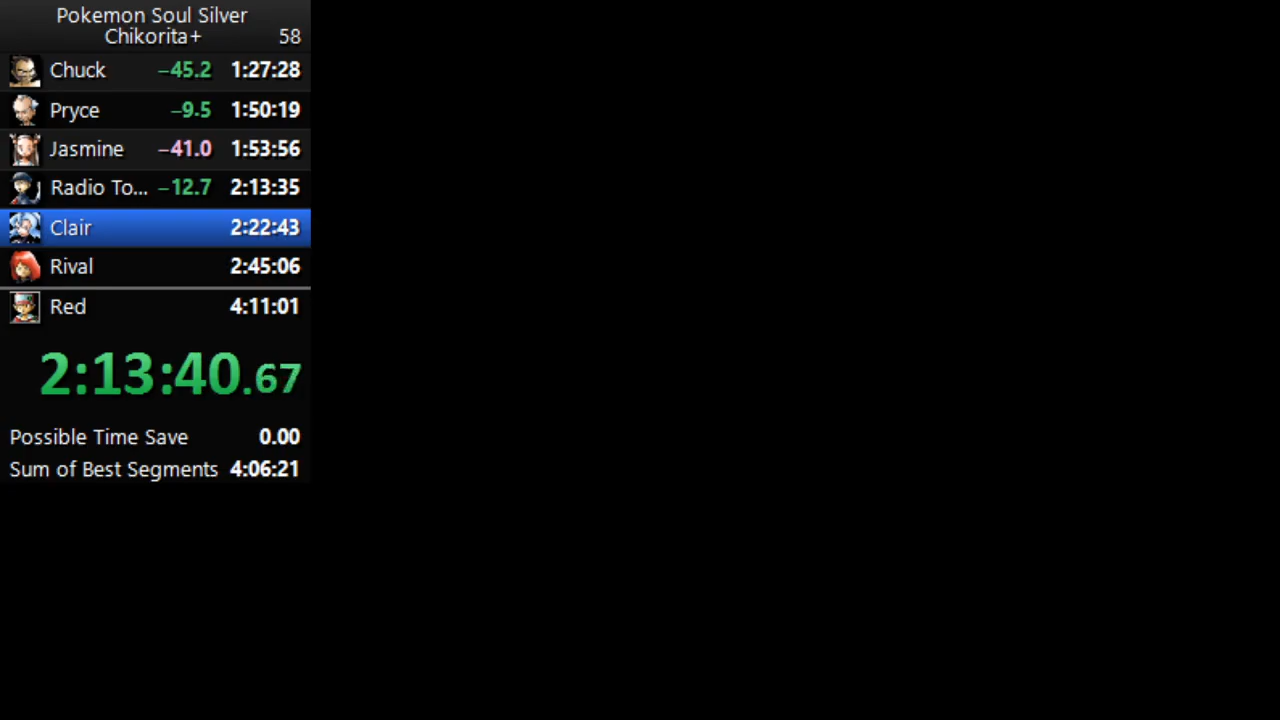 Pokemon Soul Silver
Chikorita+ 58
Chuck −45.2 1:27:28
Pryce −9.5 1:50:19
Jasmine −41.0 1:53:56
Radio To... −12.7 2:13:35
Clair 2:22:43
Rival 2:45:06
Red 4:11:01
2:13:40.67
Possible Time Save 0.00
Sum of Best Segments 4:06:21